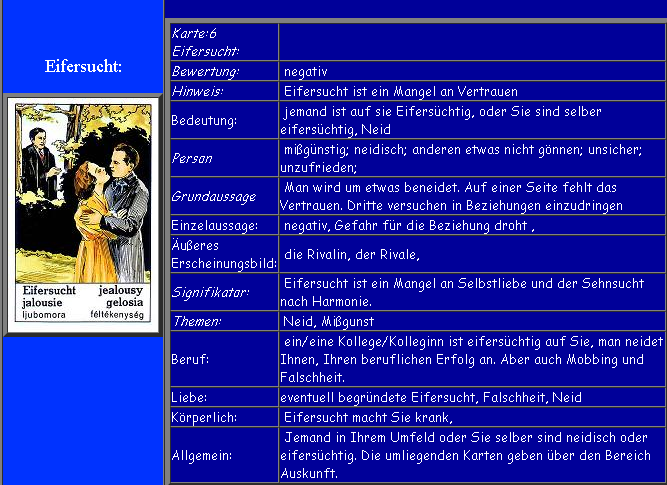 Eifersucht:
Eifersucht jealousy
jalousie gelosia
ljubomora féltékenység
Karte:6
Eifersucht:
Bewertung: negativ
Hinweis: Eifersucht ist ein Mangel an Vertrauen
Bedeutung: jemand ist auf sie Eifersüchtig, oder Sie sind selber
eifersüchtig, Neid
Person mißgünstig; neidisch; anderen etwas nicht gönnen; unsicher;
unzufrieden;
Grundaussage Man wird um etwas beneidet. Auf einer Seite fehlt das
Vertrauen. Dritte versuchen in Beziehungen einzudringen
Einzelaussage: negativ, Gefahr für die Beziehung droht ,
Äußeres
Erscheinungsbild: die Rivalin, der Rivale,
Signifikator: Eifersucht ist ein Mangel an Selbstliebe und der Sehnsucht
nach Harmonie.
Themen: Neid, Mißgunst
Beruf: ein/eine Kollege/Kolleginn ist eifersüchtig auf Sie, man neidet
Ihnen, Ihren beruflichen Erfolg an. Aber auch Mobbing und
Falschheit.
Liebe: eventuell begründete Eifersucht, Falschheit, Neid
Körperlich: Eifersucht macht Sie krank,
Allgemein: Jemand in Ihrem Umfeld oder Sie selber sind neidisch oder
eifersüchtig. Die umliegenden Karten geben über den Bereich
Auskunft.